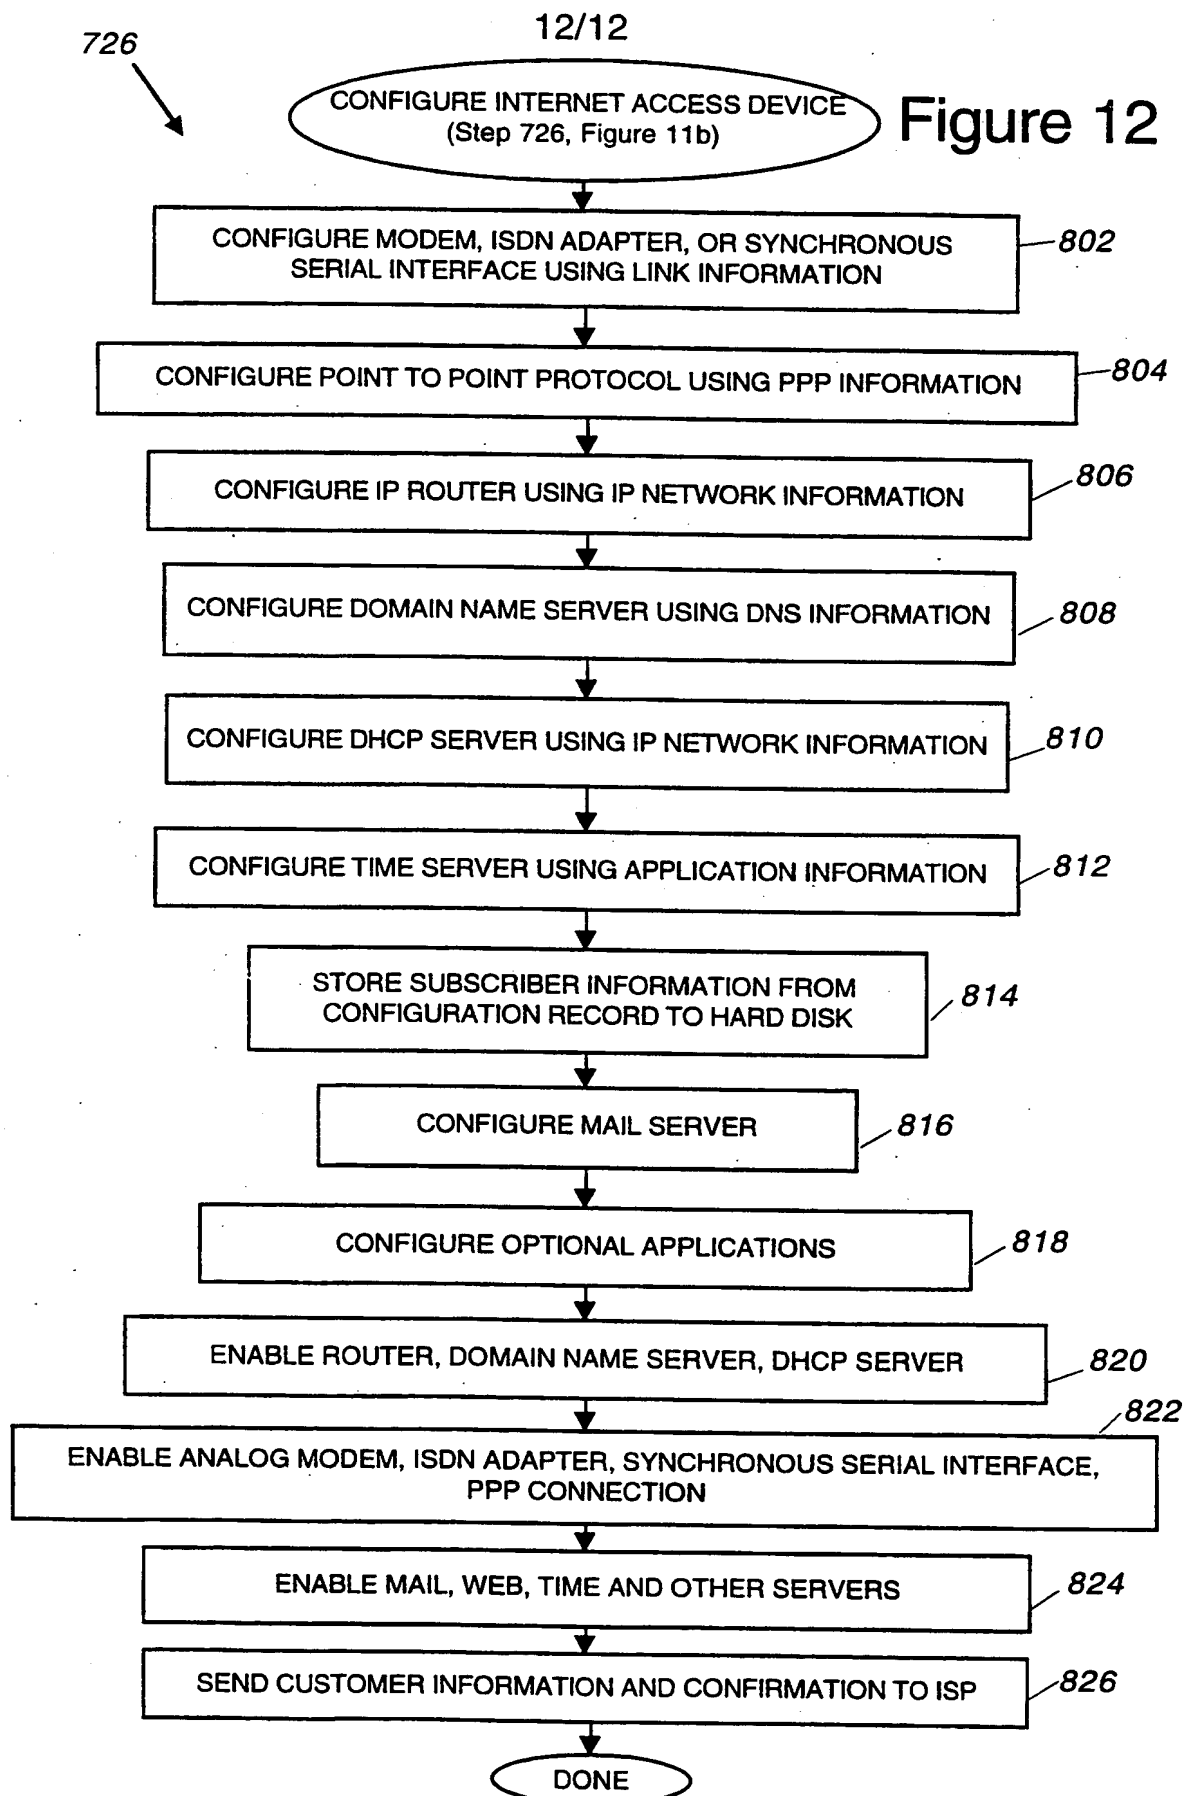 12/12
726
CONFIGURE INTERNET ACCESS DEVICE
(Step 726, Figure 11b)
Figure 12
CONFIGURE MODEM, ISDN ADAPTER, OR SYNCHRONOUS
SERIAL INTERFACE USING LINK INFORMATION
802
CONFIGURE POINT TO POINT PROTOCOL USING PPP INFORMATION
804
CONFIGURE IP ROUTER USING IP NETWORK INFORMATION
806
CONFIGURE DOMAIN NAME SERVER USING DNS INFORMATION
808
CONFIGURE DHCP SERVER USING IP NETWORK INFORMATION
810
CONFIGURE TIME SERVER USING APPLICATION INFORMATION
812
STORE SUBSCRIBER INFORMATION FROM
CONFIGURATION RECORD TO HARD DISK
814
CONFIGURE MAIL SERVER
816
CONFIGURE OPTIONAL APPLICATIONS
818
ENABLE ROUTER, DOMAIN NAME SERVER, DHCP SERVER
820
822
ENABLE ANALOG MODEM, ISDN ADAPTER, SYNCHRONOUS SERIAL INTERFACE,
PPP CONNECTION
ENABLE MAIL, WEB, TIME AND OTHER SERVERS
824
SEND CUSTOMER INFORMATION AND CONFIRMATION TO ISP
826
DONE